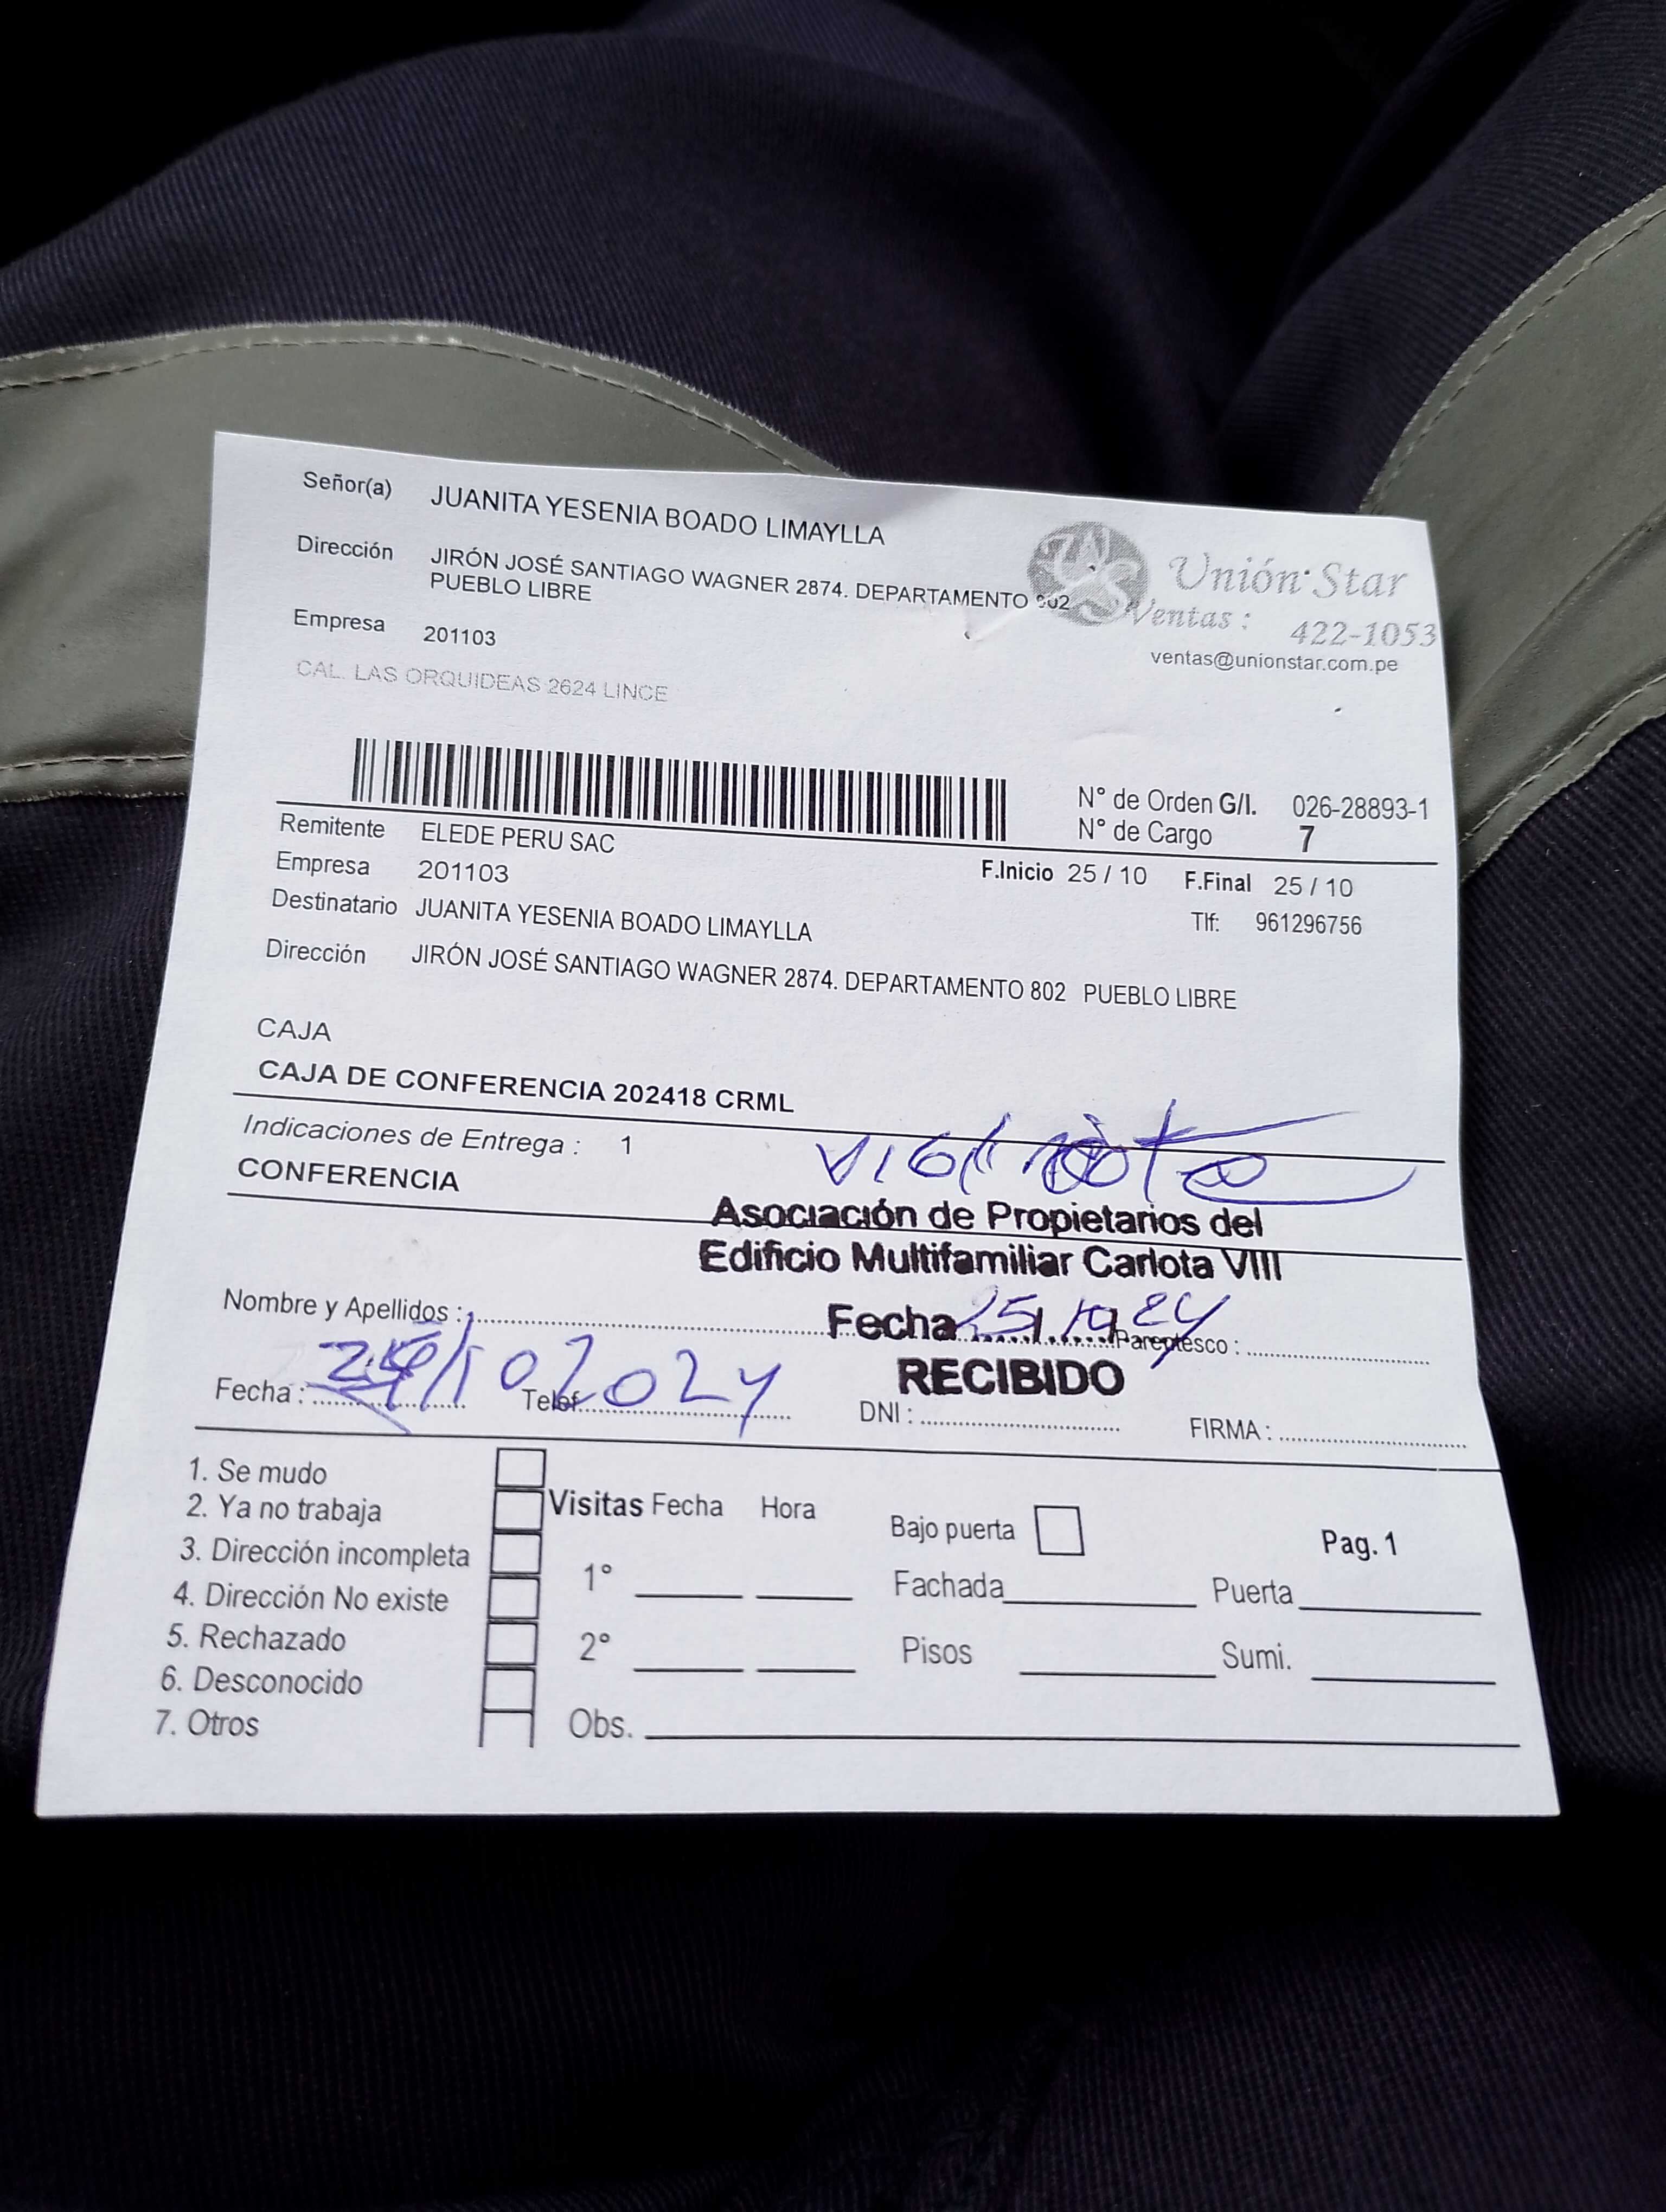 Señor(a) JUANITA YESENIA BOADO LIMAYLLA
Dirección JIRÓN JOSÉ SANTIAGO WAGNER 2874. DEPARTAMENTO 802
PUEBLO LIBRE
Unión Star
Ventas : 422-1053
ventas@unionstar.com.pe
Empresa 201103
CAL. LAS ORQUIDEAS 2624 LINCE
N° de Orden G/I. 026-28893-1
N° de Cargo 7
Remitente ELEDE PERU SAC
Empresa 201103 F.Inicio 25 / 10 F.Final 25 / 10
Destinatario JUANITA YESENIA BOADO LIMAYLLA Tlf: 961296756
Dirección JIRÓN JOSÉ SANTIAGO WAGNER 2874. DEPARTAMENTO 802 PUEBLO LIBRE
CAJA
CAJA DE CONFERENCIA 202418 CRML
Indicaciones de Entrega : 1
CONFERENCIA
Asociación de Propietarios del
Edificio Multifamiliar Carlota VIII
Nombre y Apellidos : Fecha 25/10/24 Parentesco :
RECIBIDO
Fecha : /10 2024 Telef. DNI : FIRMA :
1. Se mudo
2. Ya no trabaja Visitas Fecha Hora Bajo puerta Pag. 1
3. Dirección incompleta
4. Dirección No existe 1° Fachada Puerta
5. Rechazado 2° Pisos Sumi.
6. Desconocido
7. Otros Obs.